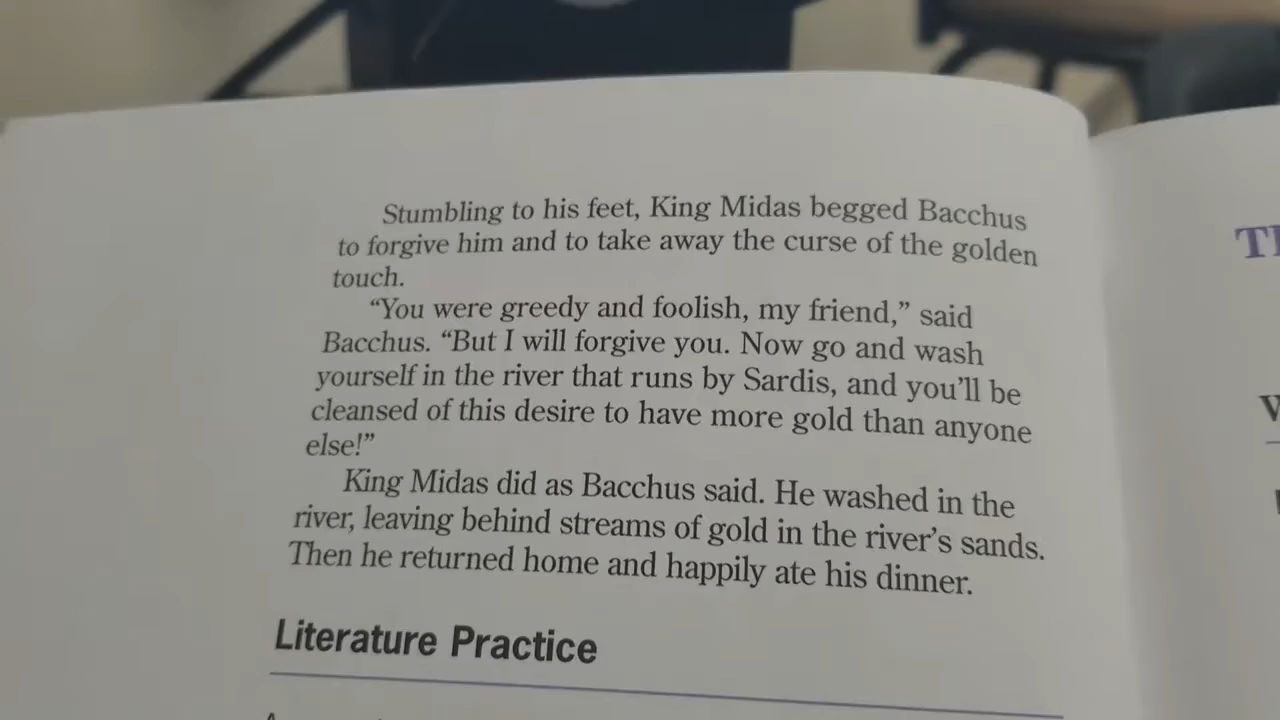 Stumbling to his feet, King Midas begged Bacchus
to forgive him and to take away the curse of the golden
touch.
“You were greedy and foolish, my friend,” said
Bacchus. “But I will forgive you. Now go and wash
yourself in the river that runs by Sardis, and you’ll be
cleansed of this desire to have more gold than anyone
else!”
King Midas did as Bacchus said. He washed in the
river, leaving behind streams of gold in the river’s sands.
Then he returned home and happily ate his dinner.
Literature Practice